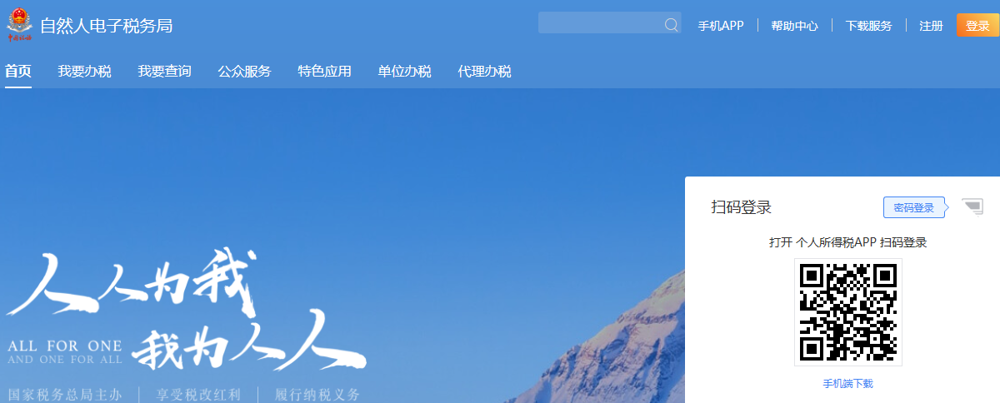 自然人电子税务局
手机APP 帮助中心 下载服务 注册 登录
首页 我要办税 我要查询 公众服务 特色应用 单位办税 代理办税
扫码登录 密码登录
打开 个人所得税APP 扫码登录
手机端下载
人人为我
ALL FOR ONE
AND ONE FOR ALL
我为人人
国家税务总局主办 享受税改红利 履行纳税义务